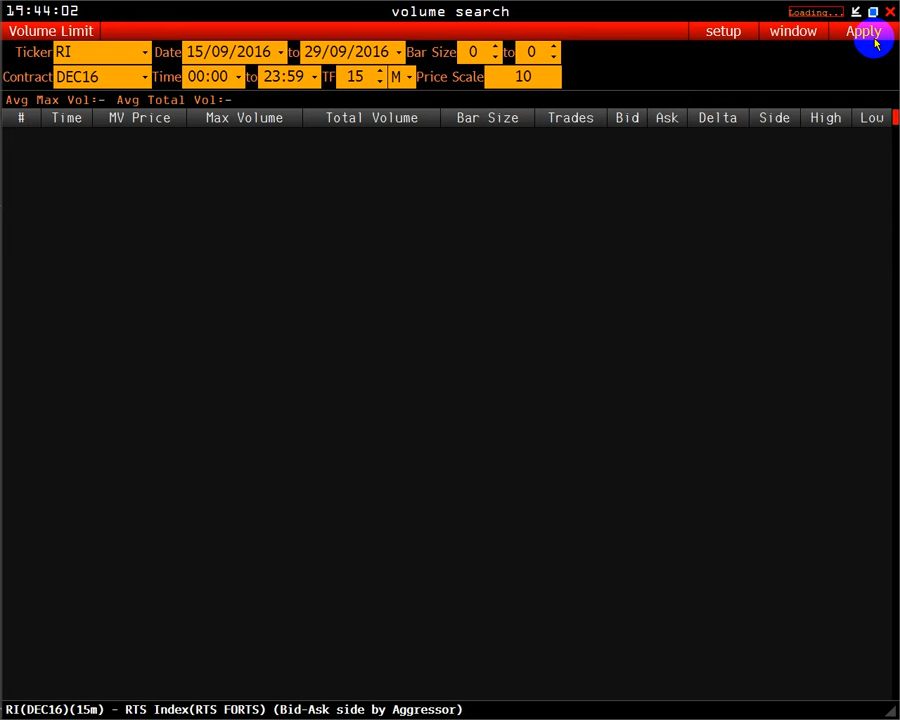 19:44:02 volume search Loading...
Volume Limit setup window Apply
Ticker RI Date 15/09/2016 to 29/09/2016 Bar Size 0 to 0
Contract DEC16 Time 00:00 to 23:59 TF 15 M Price Scale 10
Avg Max Vol:- Avg Total Vol:-
# Time MV Price Max Volume Total Volume Bar Size Trades Bid Ask Delta Side High Low
RI(DEC16)(15m) - RTS Index(RTS FORTS) (Bid-Ask side by Aggressor)